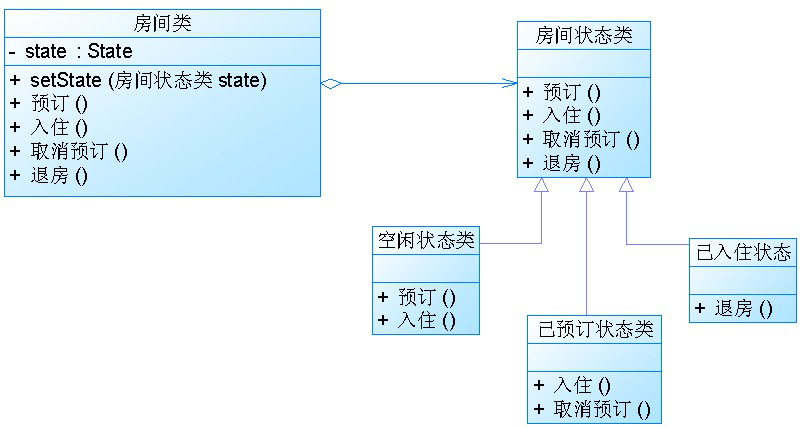 房间类
- state : State
+ setState (房间状态类 state)
+ 预订 ()
+ 入住 ()
+ 取消预订 ()
+ 退房 ()
房间状态类
+ 预订 ()
+ 入住 ()
+ 取消预订 ()
+ 退房 ()
空闲状态类
+ 预订 ()
+ 入住 ()
已预订状态类
+ 入住 ()
+ 取消预订 ()
已入住状态
+ 退房 ()